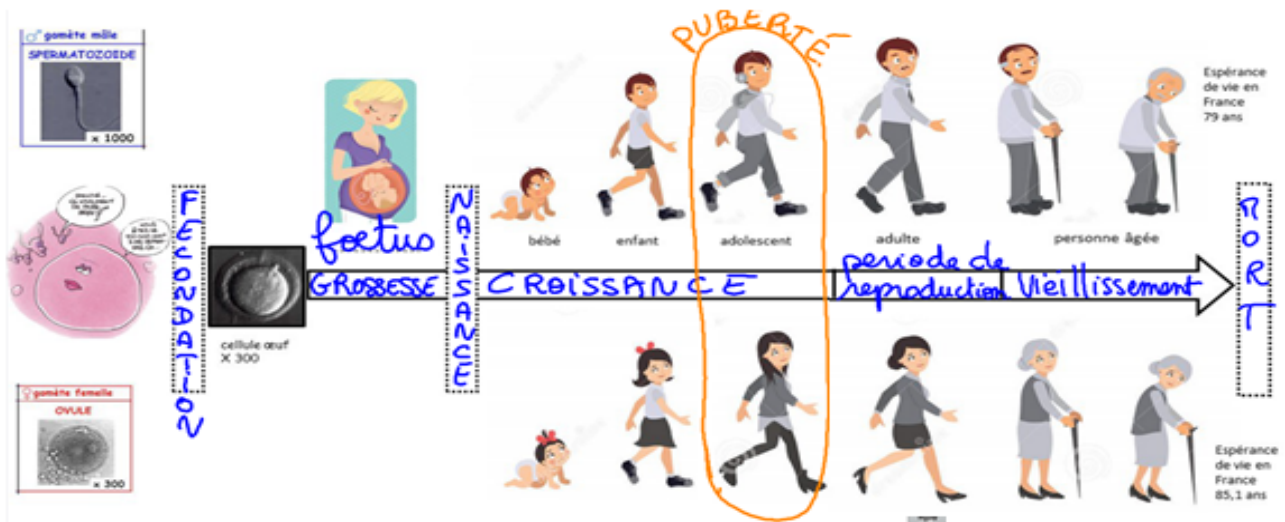 ♂ gamète mâle
SPERMATOZOIDE
x 1000
FECONDATION
♀ gamète femelle
OVULE
x 300
cellule œuf
X 300
fœtus
GROSSESSE
NAISSANCE
CROISSANCE
PUBERTÉ
bébé
enfant
adolescent
adulte
personne âgée
periode de
reproduction
Vieillissement
MORT
Espérance
de vie en
France
79 ans
Espérance
de vie en
France
85,1 ans